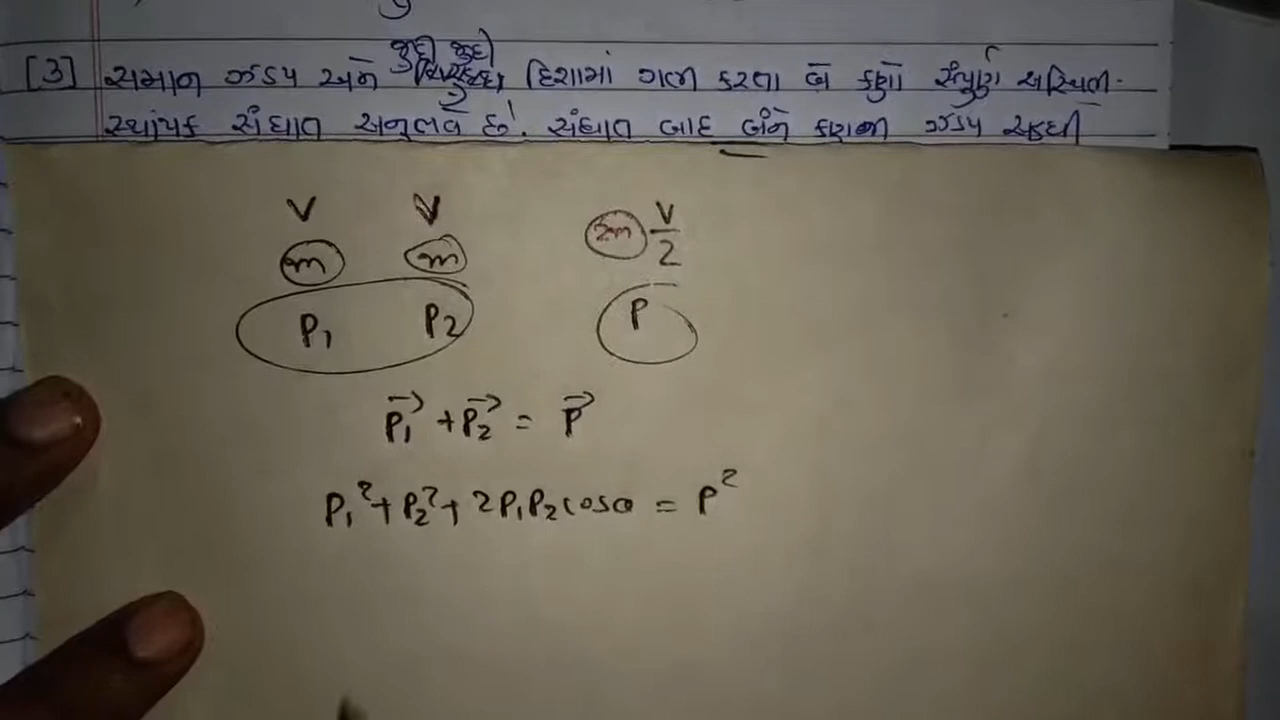 [3] સમાન ઝડપ અને જુદી જુદી દિશામાં ગતિ કરતા બે કણો સંપૂર્ણ અસ્થિતિ-
સ્થાપક સંઘાત અનુભવે છે. સંઘાત બાદ બંને કણની ઝડપ અડધી
V V V/2
m m 2m
P₁ P₂ P
P₁⃗ + P₂⃗ = P⃗
P₁² + P₂² + 2P₁P₂cosθ = P²